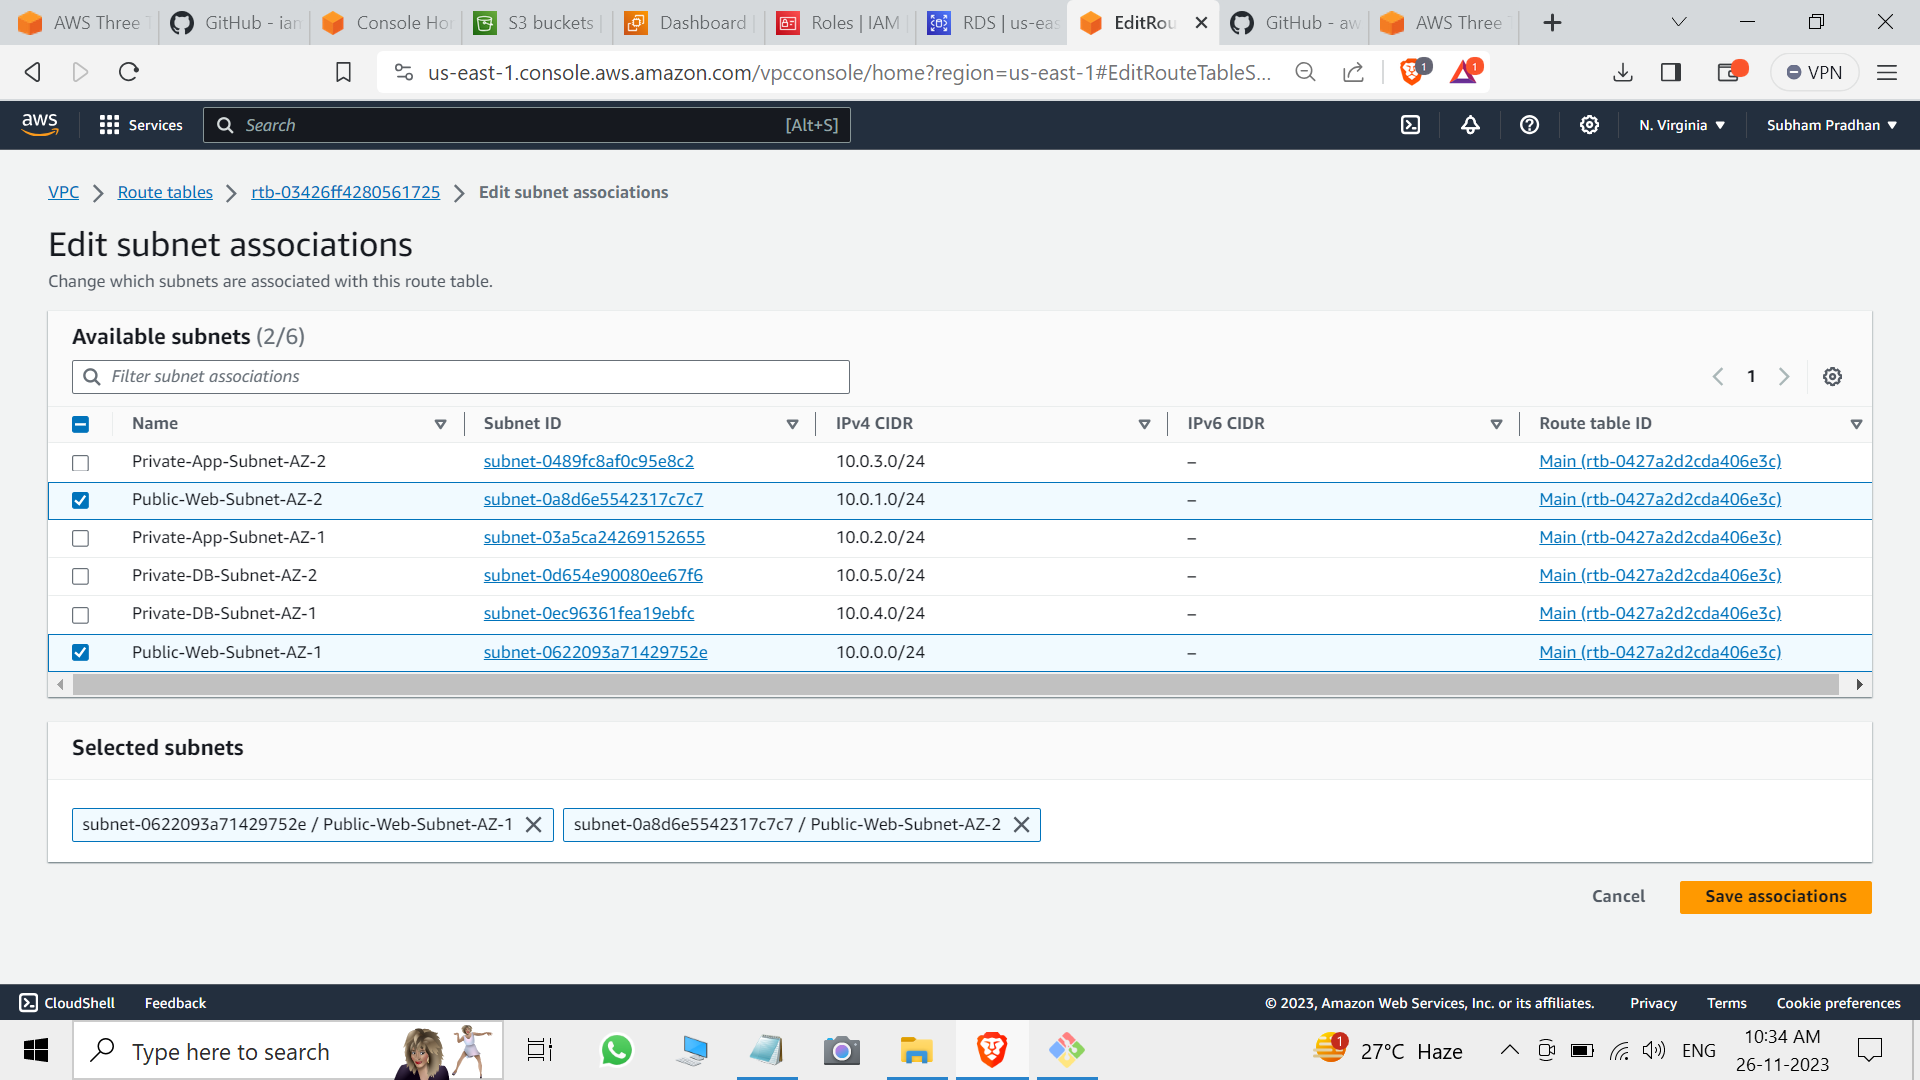 AWS Three T
GitHub - ian
Console Hor
S3 buckets
Dashboard
Roles | IAM
RDS | us-eas
EditRou
GitHub - aw
AWS Three T
us-east-1.console.aws.amazon.com/vpcconsole/home?region=us-east-1#EditRouteTableS...
1
1
VPN
aws
Services
Search
[Alt+S]
N. Virginia
Subham Pradhan
VPC
Route tables
rtb-03426ff4280561725
Edit subnet associations
Edit subnet associations
Change which subnets are associated with this route table.
Available subnets (2/6)
Filter subnet associations
1
Name Subnet ID IPv4 CIDR IPv6 CIDR Route table ID
Private-App-Subnet-AZ-2 subnet-0489fc8af0c95e8c2 10.0.3.0/24 – Main (rtb-0427a2d2cda406e3c)
Public-Web-Subnet-AZ-2 subnet-0a8d6e5542317c7c7 10.0.1.0/24 – Main (rtb-0427a2d2cda406e3c)
Private-App-Subnet-AZ-1 subnet-03a5ca24269152655 10.0.2.0/24 – Main (rtb-0427a2d2cda406e3c)
Private-DB-Subnet-AZ-2 subnet-0d654e90080ee67f6 10.0.5.0/24 – Main (rtb-0427a2d2cda406e3c)
Private-DB-Subnet-AZ-1 subnet-0ec96361fea19ebfc 10.0.4.0/24 – Main (rtb-0427a2d2cda406e3c)
Public-Web-Subnet-AZ-1 subnet-0622093a71429752e 10.0.0.0/24 – Main (rtb-0427a2d2cda406e3c)
Selected subnets
subnet-0622093a71429752e / Public-Web-Subnet-AZ-1
subnet-0a8d6e5542317c7c7 / Public-Web-Subnet-AZ-2
Cancel
Save associations
CloudShell
Feedback
© 2023, Amazon Web Services, Inc. or its affiliates.
Privacy
Terms
Cookie preferences
Type here to search
1
27°C Haze
ENG
10:34 AM
26-11-2023